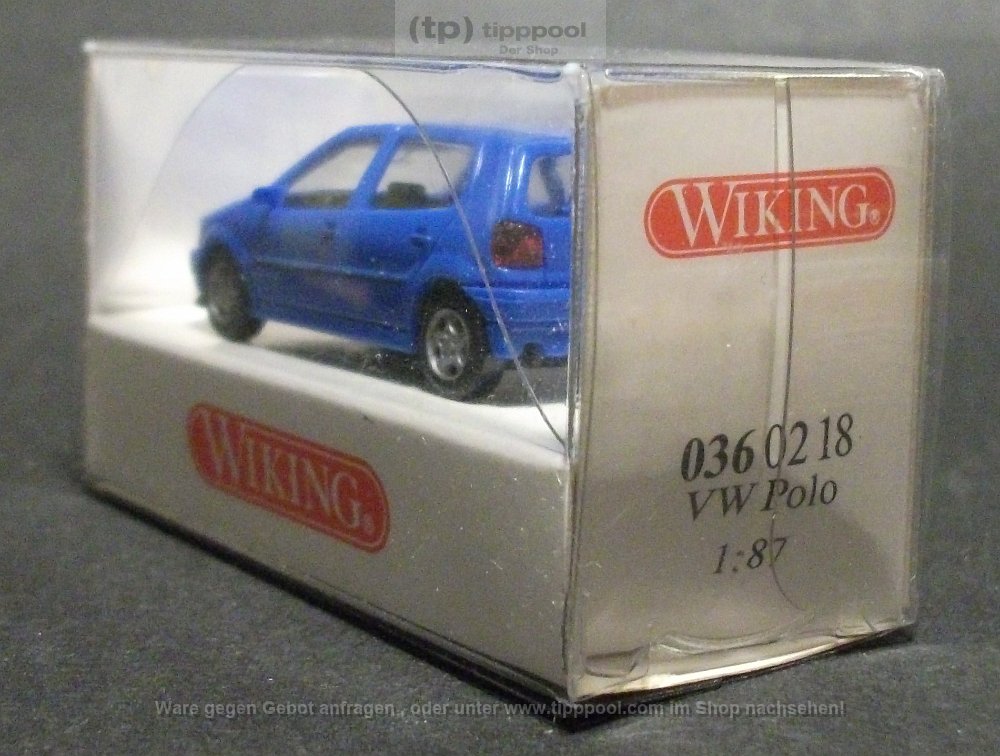 (tp) tipppool
Der Shop
WIKING®
WIKING®
036 02 18
VW Polo
1:87
Ware gegen Gebot anfragen , oder unter www.tipppool.com im Shop nachsehen!